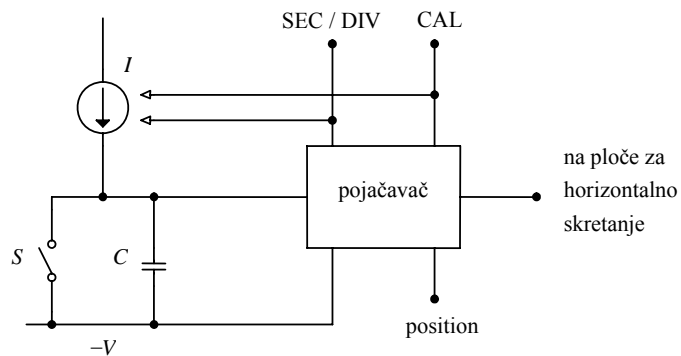 SEC / DIV
CAL
I
na ploče za
horizontalno
skretanje
pojačavač
S
C
position
–V